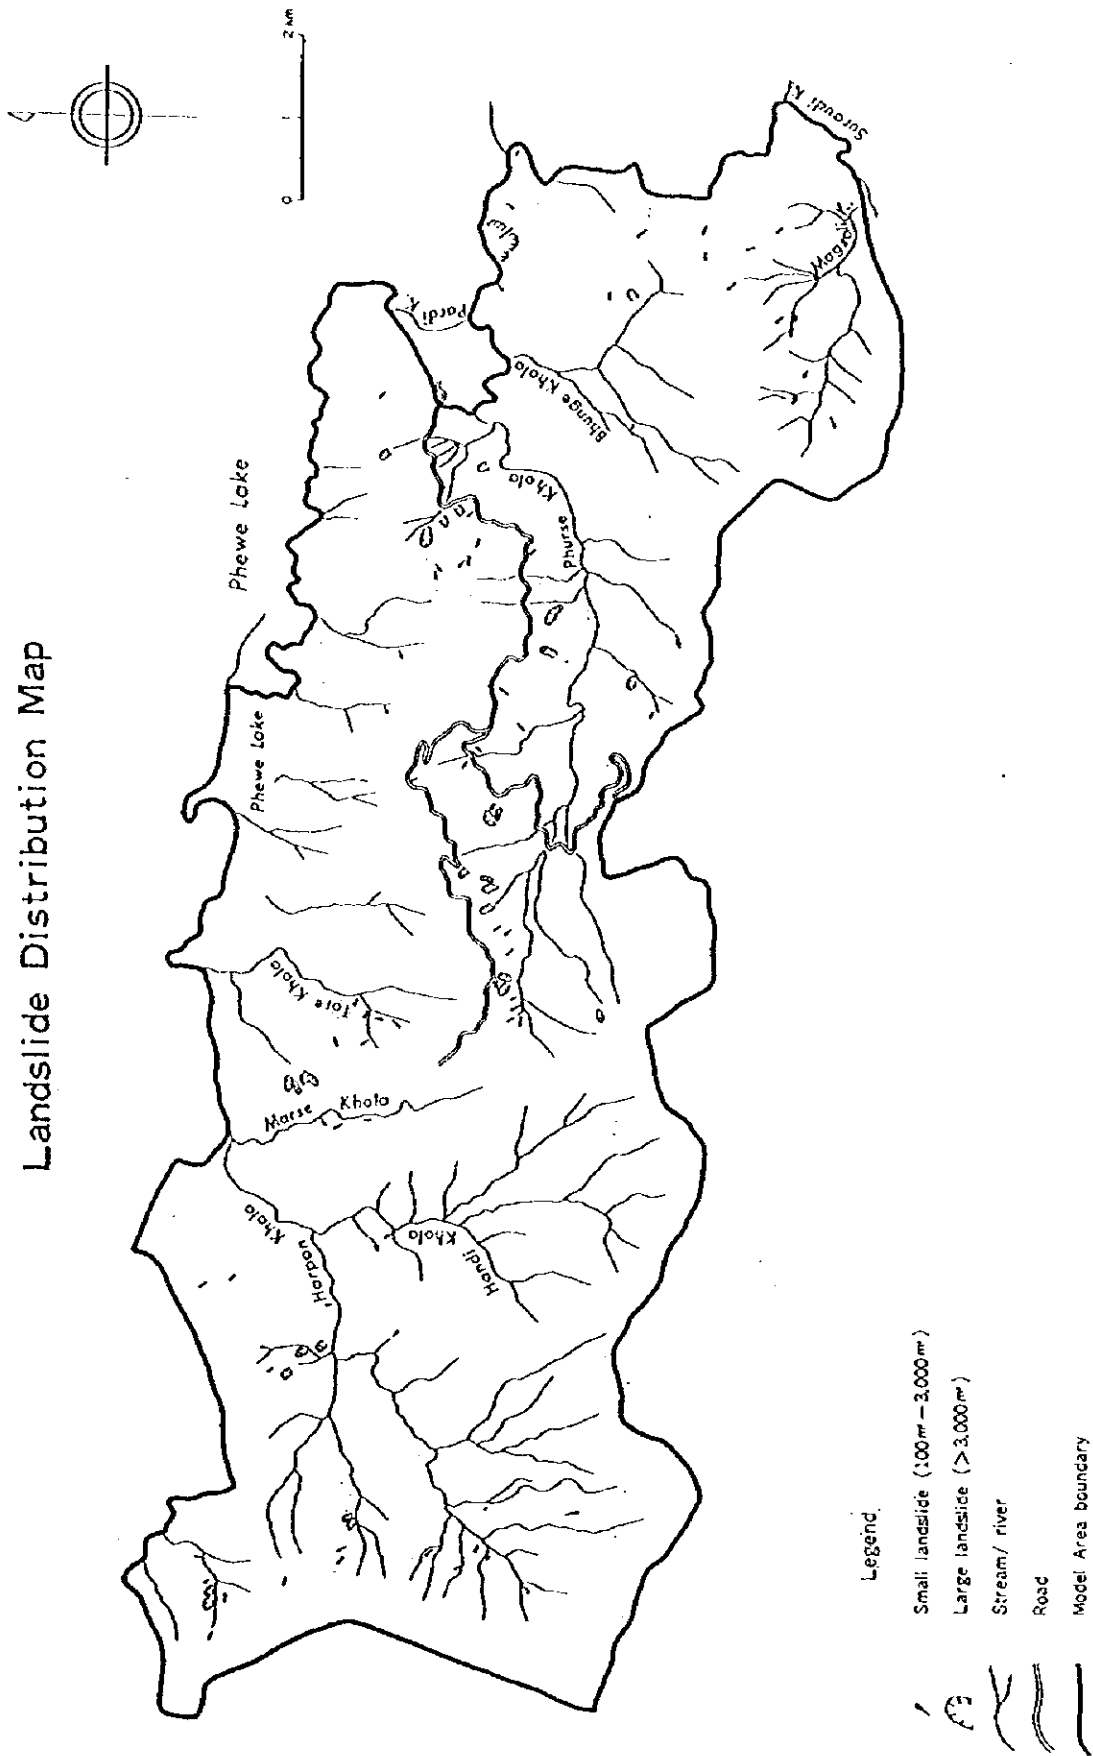 Landslide Distribution Map
0 1 2 km
Phewe Lake
Phewe Lake
Pardi K.
Suraudi K.
Bhunge Khola
Phurse Khola
Tore Khola
Marse Khola
Harpan Khola
Handi Khola
Legend
Small landslide (100m² – 3,000m²)
Large landslide (>3,000m²)
Stream/ river
Road
Model Area boundary